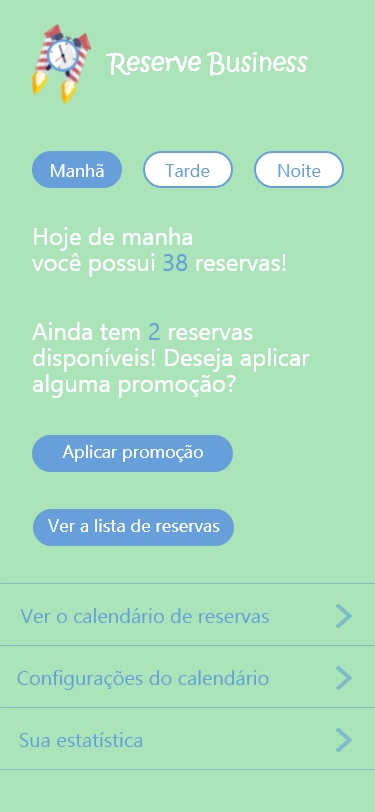 Reserve Business
Manhã Tarde Noite
Hoje de manha
você possui 38 reservas!
Ainda tem 2 reservas
disponíveis! Deseja aplicar
alguma promoção?
Aplicar promoção
Ver a lista de reservas
Ver o calendário de reservas
Configurações do calendário
Sua estatística